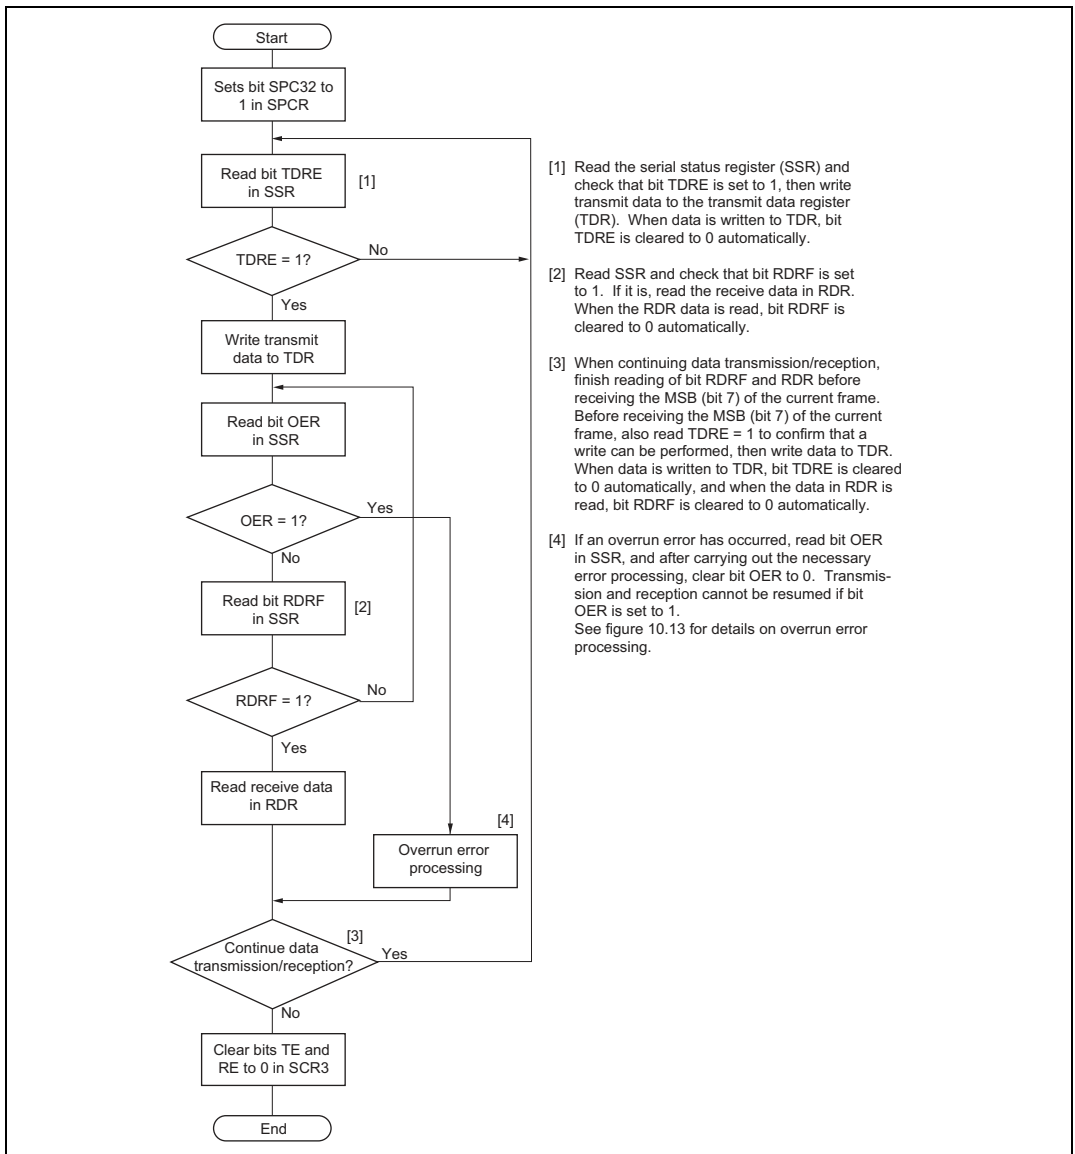 Start
Sets bit SPC32 to
1 in SPCR
Read bit TDRE
in SSR
[1]
TDRE = 1?
No
Yes
Write transmit
data to TDR
Read bit OER
in SSR
OER = 1?
Yes
No
Read bit RDRF
in SSR
[2]
RDRF = 1?
No
Yes
Read receive data
in RDR
[4]
Overrun error
processing
[3]
Continue data
transmission/reception?
Yes
No
Clear bits TE and
RE to 0 in SCR3
End
[1] Read the serial status register (SSR) and
check that bit TDRE is set to 1, then write
transmit data to the transmit data register
(TDR).  When data is written to TDR, bit
TDRE is cleared to 0 automatically.
[2] Read SSR and check that bit RDRF is set
to 1.  If it is, read the receive data in RDR.
When the RDR data is read, bit RDRF is
cleared to 0 automatically.
[3] When continuing data transmission/reception,
finish reading of bit RDRF and RDR before
receiving the MSB (bit 7) of the current frame.
Before receiving the MSB (bit 7) of the current
frame, also read TDRE = 1 to confirm that a
write can be performed, then write data to TDR.
When data is written to TDR, bit TDRE is cleared
to 0 automatically, and when the data in RDR is
read, bit RDRF is cleared to 0 automatically.
[4] If an overrun error has occurred, read bit OER
in SSR, and after carrying out the necessary
error processing, clear bit OER to 0.  Transmis-
sion and reception cannot be resumed if bit
OER is set to 1.
See figure 10.13 for details on overrun error
processing.